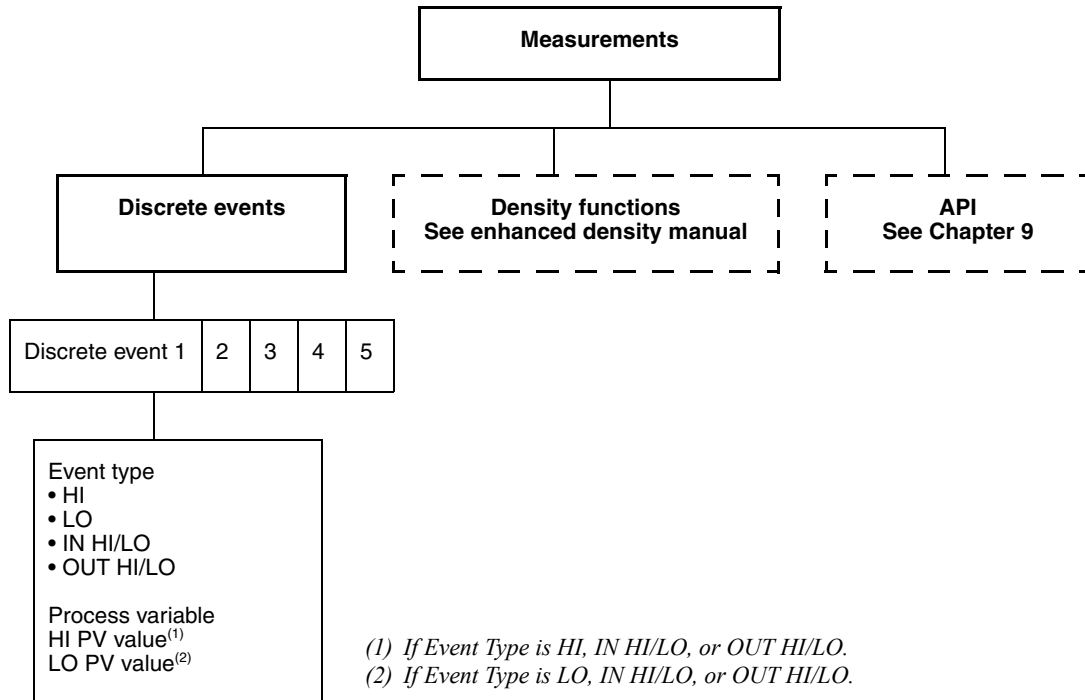 Measurements
Discrete events
Density functions
See enhanced density manual
API
See Chapter 9
Discrete event 1 2 3 4 5
Event type
• HI
• LO
• IN HI/LO
• OUT HI/LO
Process variable
HI PV value(1)
LO PV value(2)
(1) If Event Type is HI, IN HI/LO, or OUT HI/LO.
(2) If Event Type is LO, IN HI/LO, or OUT HI/LO.